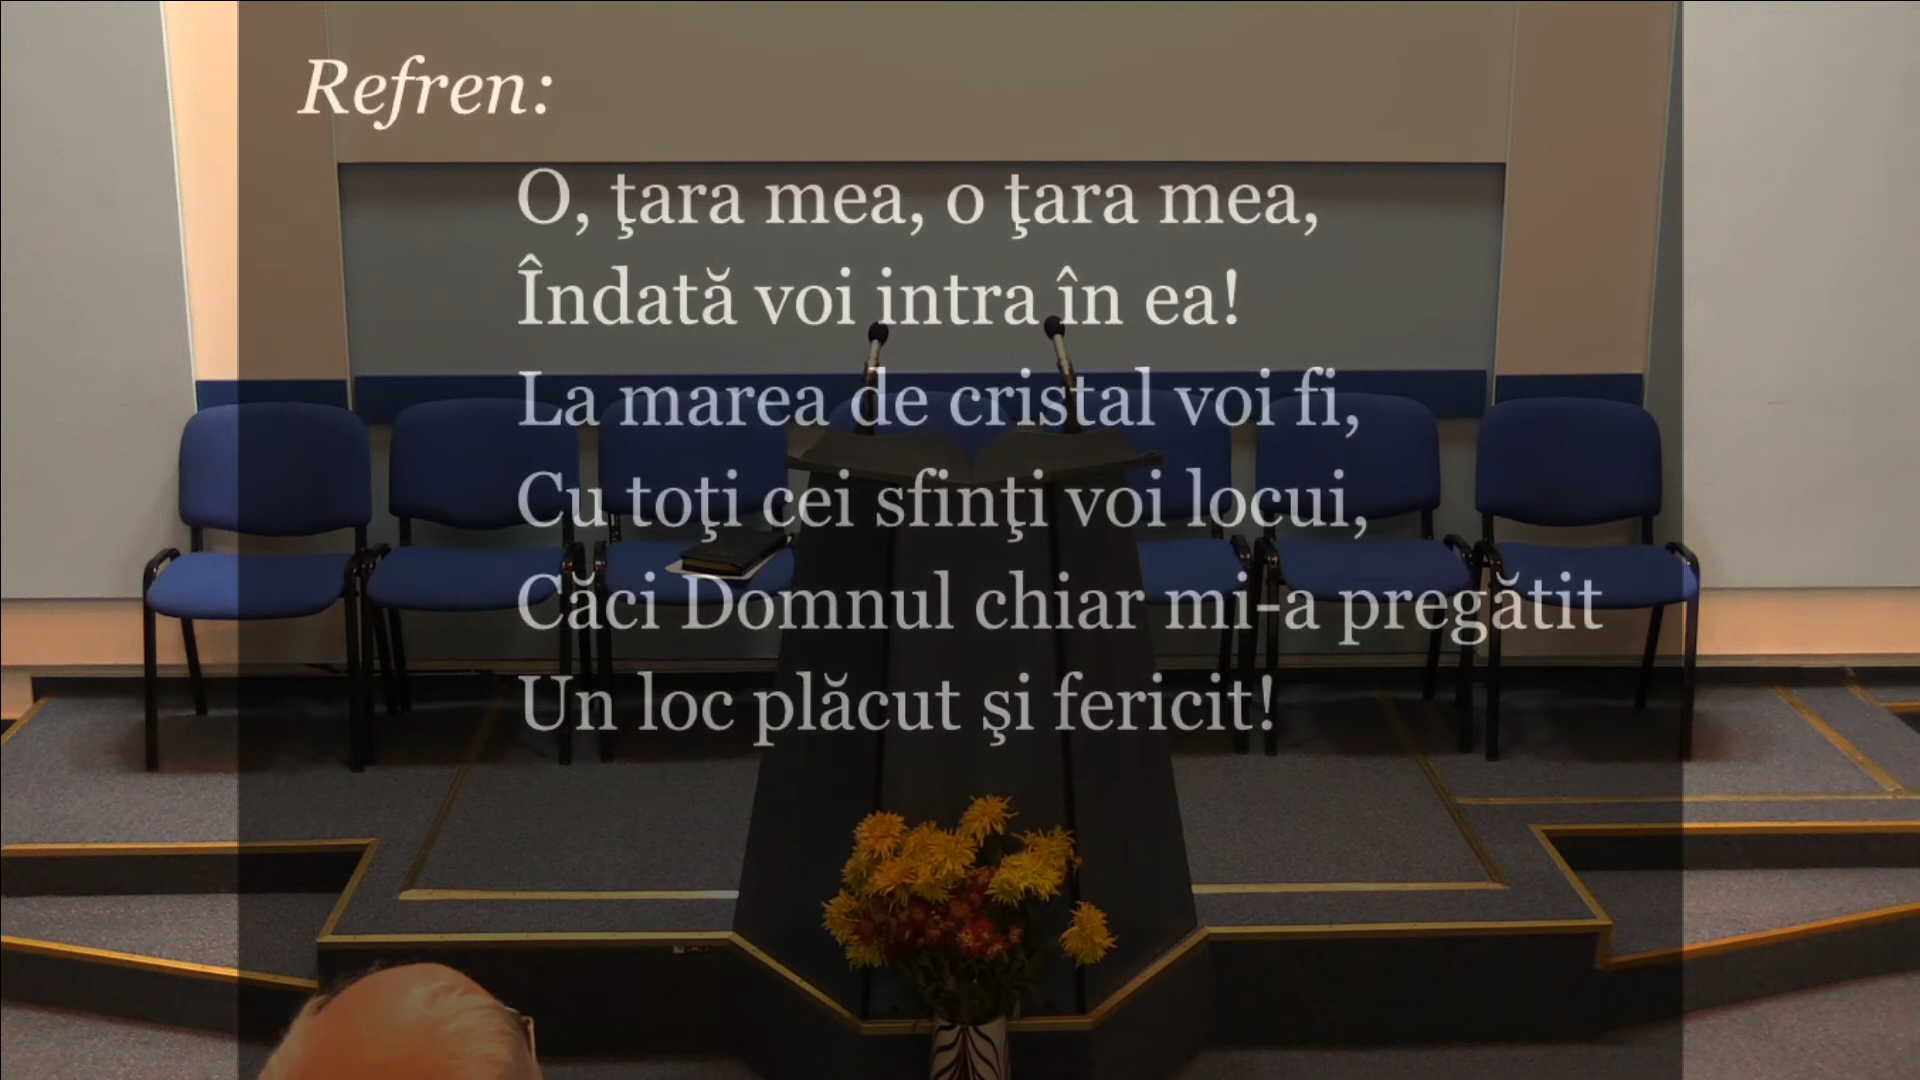 Refren:
O, ţara mea, o ţara mea,
Îndată voi intra în ea!
La marea de cristal voi fi,
Cu toţi cei sfinţi voi locui,
Căci Domnul chiar mi-a pregătit
Un loc plăcut şi fericit!